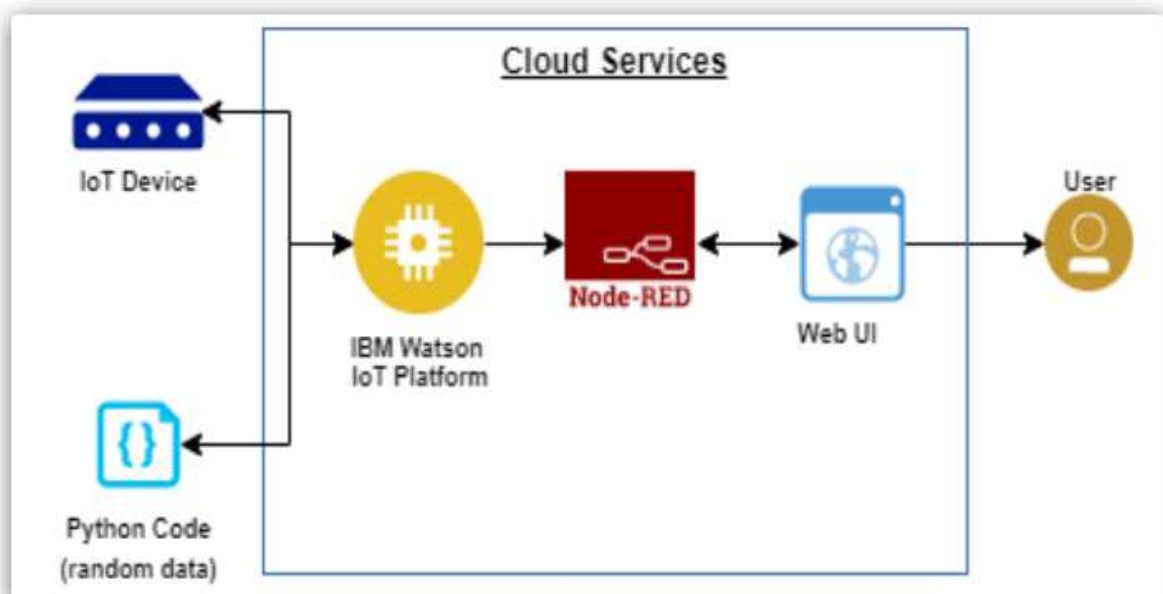 Cloud Services
IoT Device
User
Node-RED
Web UI
IBM Watson
IoT Platform
{}
Python Code
(random data)